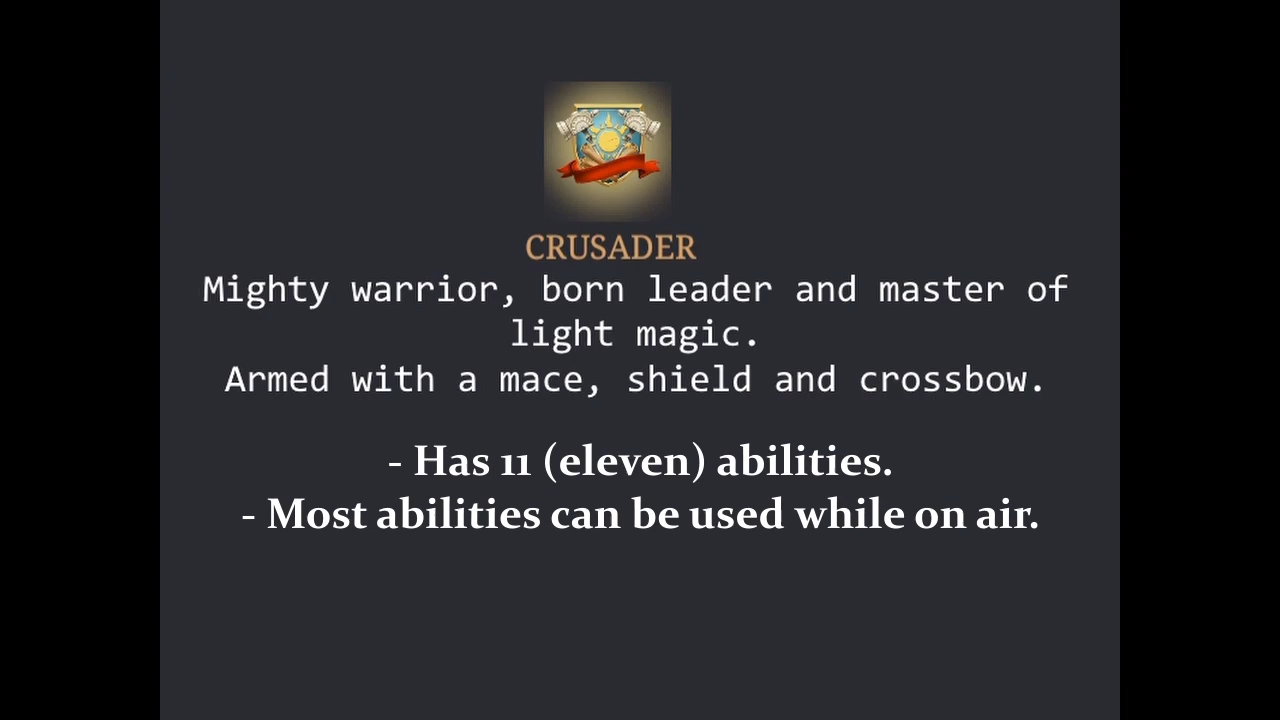 CRUSADER
Mighty warrior, born leader and master of
light magic.
Armed with a mace, shield and crossbow.
- Has 11 (eleven) abilities.
- Most abilities can be used while on air.